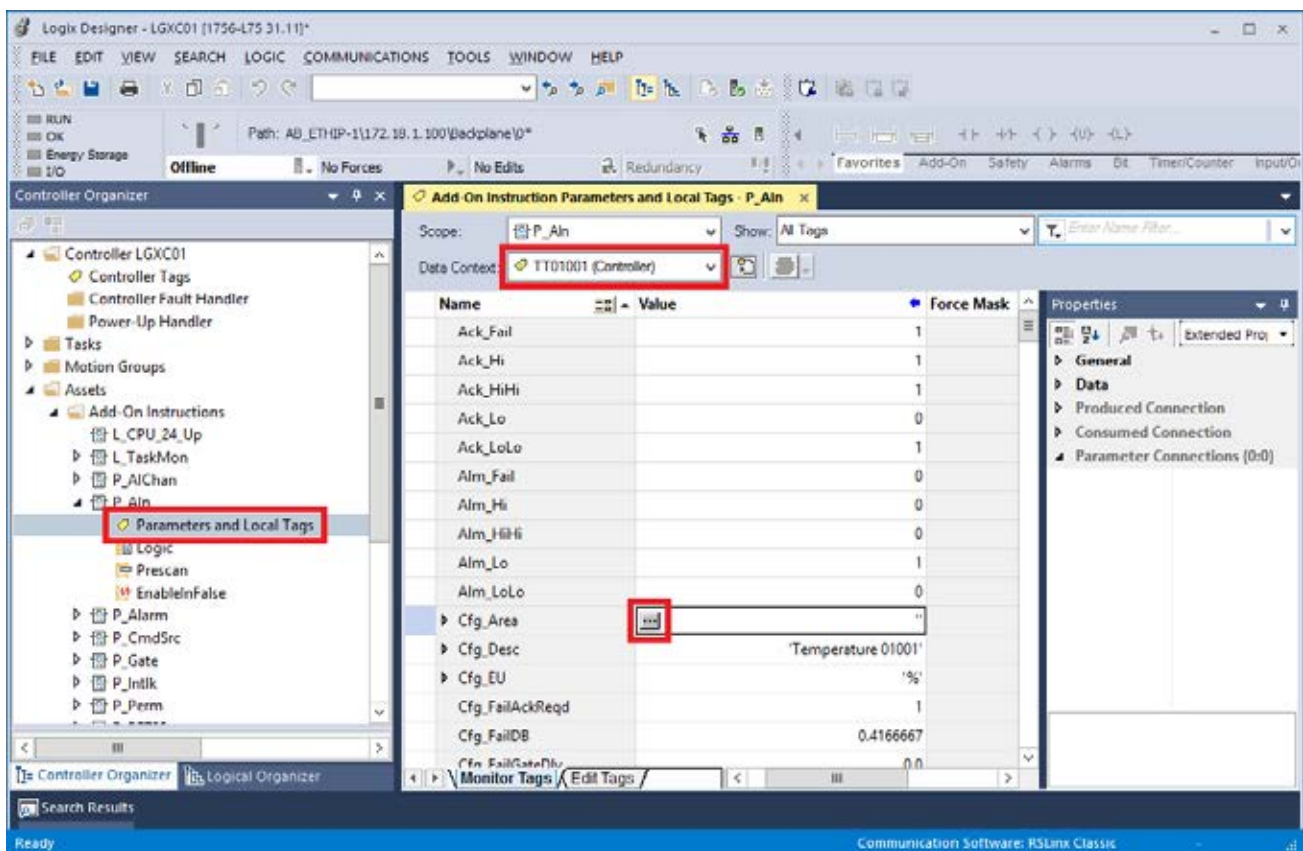 Logix Designer - LGXC01 [1756-L75 31.11]*
FILE EDIT VIEW SEARCH LOGIC COMMUNICATIONS TOOLS WINDOW HELP
RUN
OK
Energy Storage
I/O
Path: AB_ETHIP-1\172.18.1.100\Backplane\0*
Offline
No Forces
No Edits
Redundancy
Favorites Add-On Safety Alarms Bit Timer/Counter Input/O
Controller Organizer
Controller LGXC01
Controller Tags
Controller Fault Handler
Power-Up Handler
Tasks
Motion Groups
Assets
Add-On Instructions
L_CPU_24_Up
L_TaskMon
P_AIChan
P_AIn
Parameters and Local Tags
Logic
Prescan
EnableInFalse
P_Alarm
P_CmdSrc
P_Gate
P_Intlk
P_Perm
Controller Organizer Logical Organizer
Add-On Instruction Parameters and Local Tags - P_AIn
Scope: P_AIn Show: All Tags Enter Name Filter...
Data Context: TT01001 (Controller)
Name Value Force Mask
Ack_Fail 1
Ack_Hi 1
Ack_HiHi 1
Ack_Lo 0
Ack_LoLo 1
Alm_Fail 0
Alm_Hi 0
Alm_HiHi 0
Alm_Lo 1
Alm_LoLo 0
Cfg_Area ... ''
Cfg_Desc 'Temperature 01001'
Cfg_EU '%'
Cfg_FailAckReqd 1
Cfg_FailDB 0.4166667
Cfg_FailGateDly 0.0
Monitor Tags Edit Tags
Properties
Extended Proj
General
Data
Produced Connection
Consumed Connection
Parameter Connections {0:0}
Search Results
Ready
Communication Software: RSLinx Classic